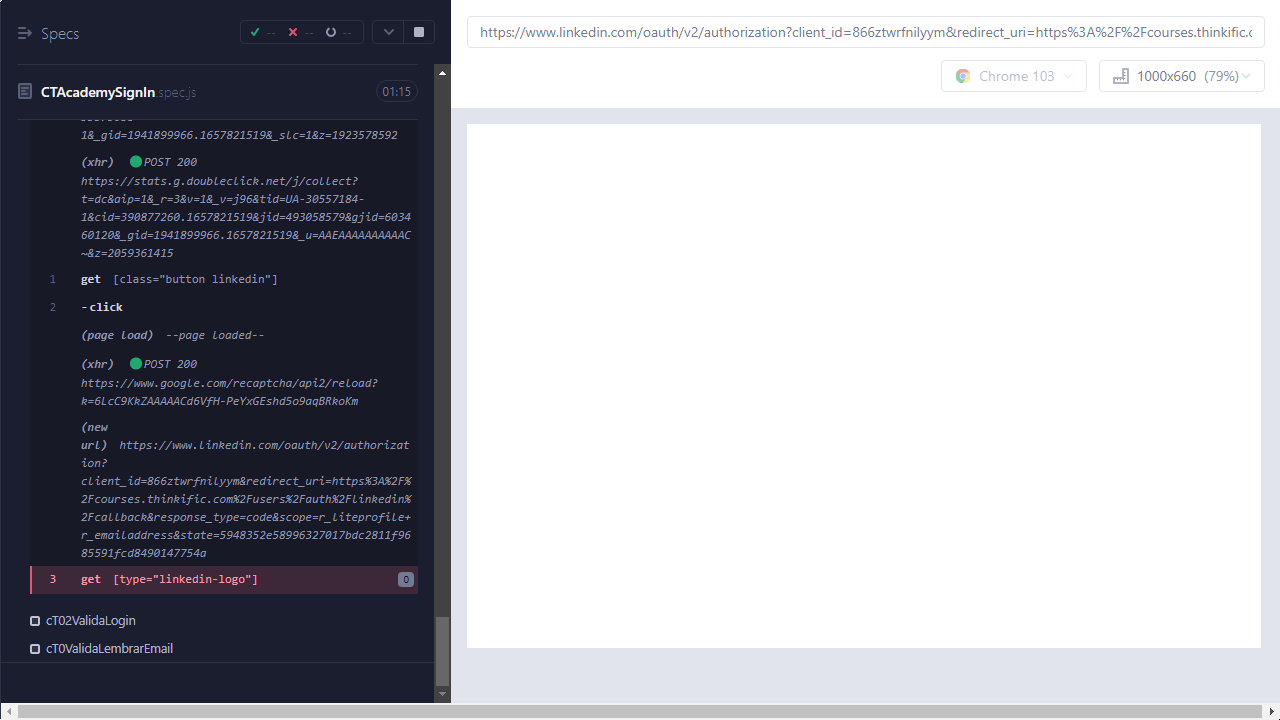 Specs
--
--
--
https://www.linkedin.com/oauth/v2/authorization?client_id=866ztwrfnilyym&redirect_uri=https%3A%2F%2Fcourses.thinkific.c
Chrome 103
1000x660 (79%)
CTAcademySignIn.spec.js
01:15
1&_gid=1941899966.1657821519&_slc=1&z=1923578592
(xhr) POST 200
https://stats.g.doubleclick.net/j/collect?
t=dc&aip=1&_r=3&v=1&_v=j96&tid=UA-30557184-
1&cid=390877260.1657821519&jid=493058579&gjid=6034
60120&_gid=1941899966.1657821519&_u=AAEAAAAAAAAAAC
~&z=2059361415
1 get [class="button linkedin"]
2 -click
(page load) --page loaded--
(xhr) POST 200
https://www.google.com/recaptcha/api2/reload?
k=6LcC9KkZAAAAACd6VfH-PeYxGEshd5o9aqBRkoKm
(new
url) https://www.linkedin.com/oauth/v2/authorizat
ion?
client_id=866ztwrfnilyym&redirect_uri=https%3A%2F%
2Fcourses.thinkific.com%2Fusers%2Fauth%2Flinkedin%
2Fcallback&response_type=code&scope=r_liteprofile+
r_emailaddress&state=5948352e58996327017bdc2811f96
85591fcd8490147754a
3 get [type="linkedin-logo"] 0
cT02ValidaLogin
cT0ValidaLembrarEmail